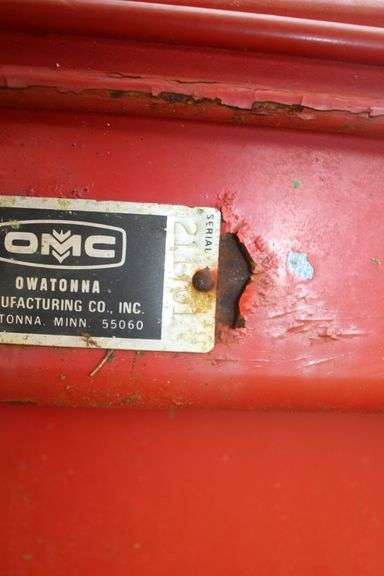 OMC
OWATONNA
UFACTURING CO., INC.
TONNA. MINN. 55060
SERIAL